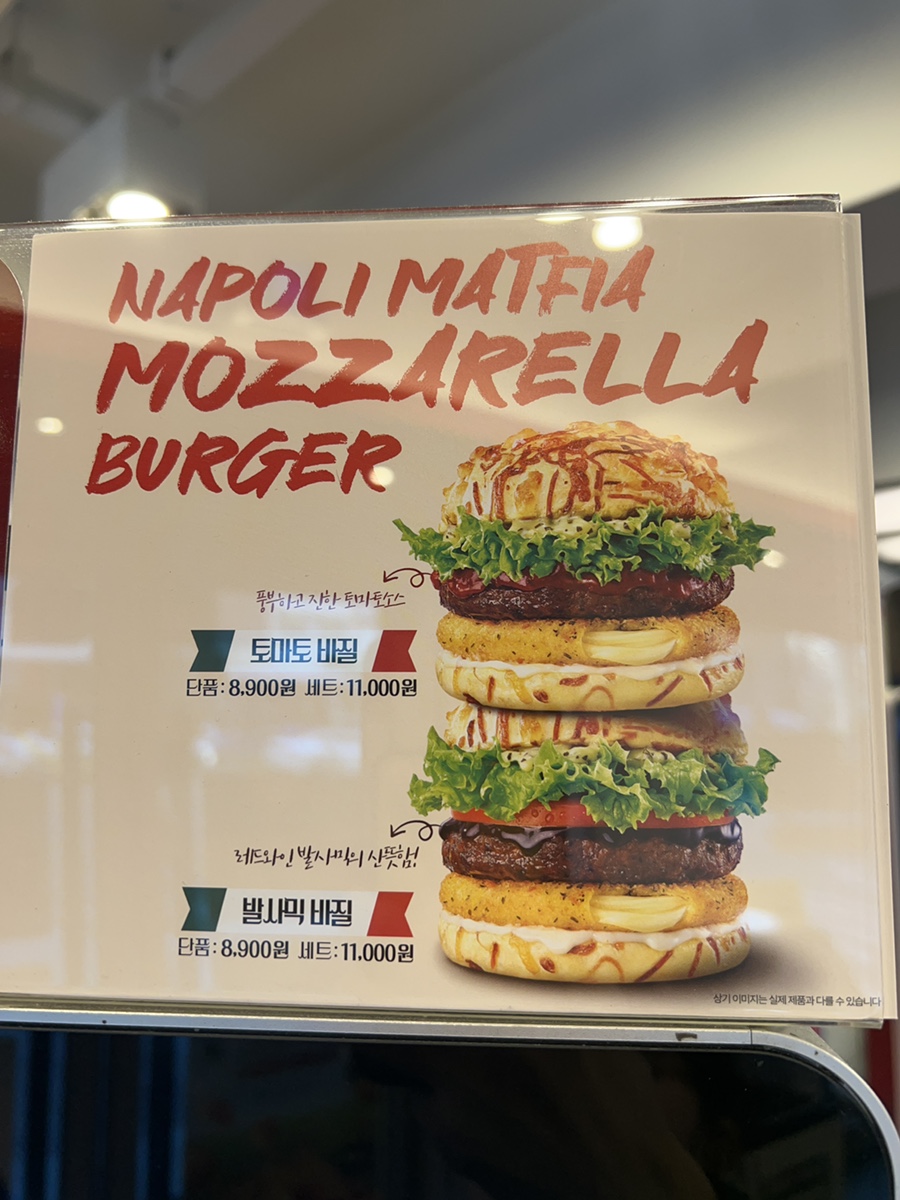 NAPOLI MATFIA
MOZZARELLA
BURGER
풍부하고 진한 토마토소스
토마토 바질
단품: 8,900원 세트: 11,000원
레드와인 발사믹의 산뜻함!
발사믹 바질
단품: 8,900원 세트: 11,000원
상기 이미지는 실제 제품과 다를 수 있습니다